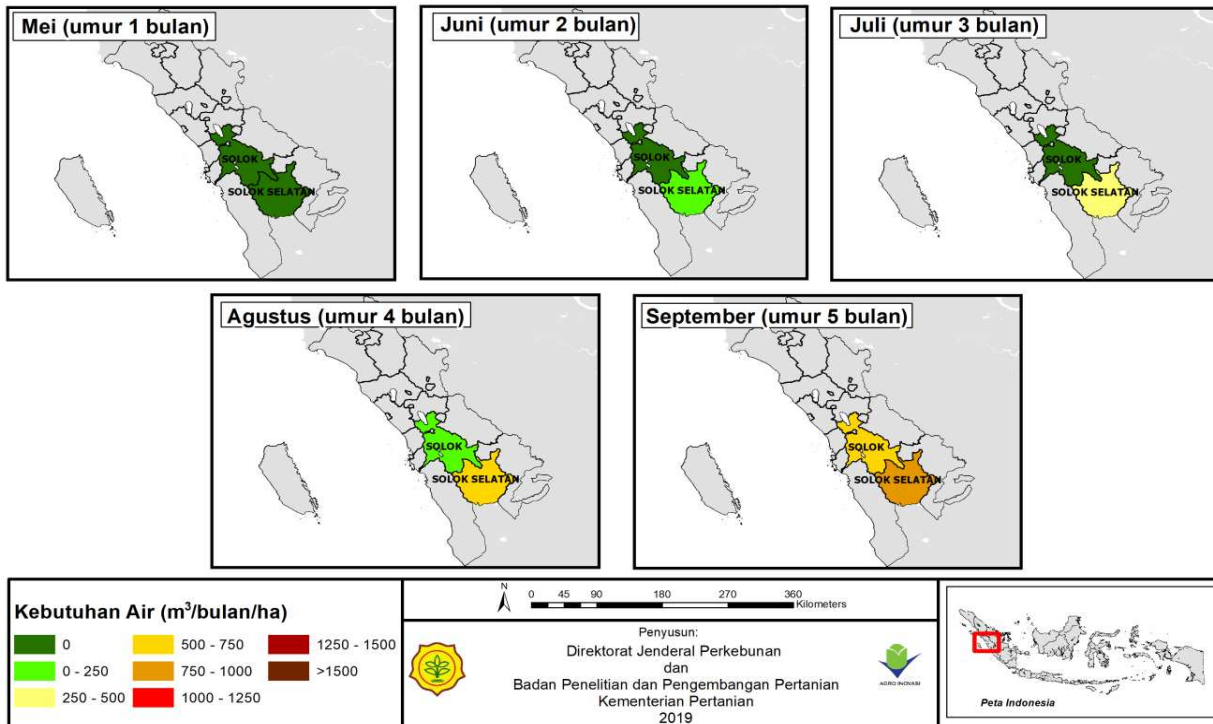 Mei (umur 1 bulan)
SOLOK
SOLOK SELATAN
Juni (umur 2 bulan)
SOLOK
SOLOK SELATAN
Juli (umur 3 bulan)
SOLOK
SOLOK SELATAN
Agustus (umur 4 bulan)
SOLOK
SOLOK SELATAN
September (umur 5 bulan)
SOLOK
SOLOK SELATAN
Kebutuhan Air (m³/bulan/ha)
0
0 - 250
250 - 500
500 - 750
750 - 1000
1000 - 1250
1250 - 1500
>1500
N
0 45 90 180 270 360
Kilometers
Penyusun:
Direktorat Jenderal Perkebunan
dan
Badan Penelitian dan Pengembangan Pertanian
Kementerian Pertanian
2019
AGRO INOVASI
Peta Indonesia